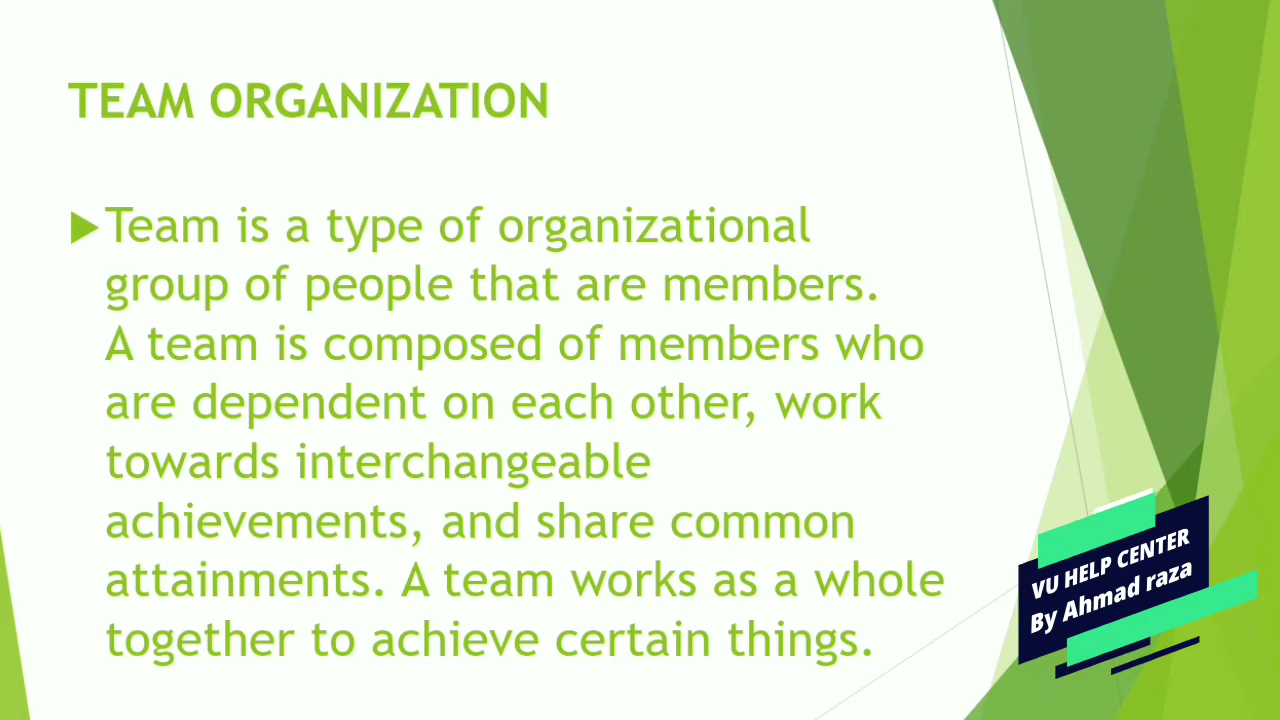 TEAM ORGANIZATION
Team is a type of organizational
group of people that are members.
A team is composed of members who
are dependent on each other, work
towards interchangeable
achievements, and share common
attainments. A team works as a whole
together to achieve certain things.
VU HELP CENTER
By Ahmad raza